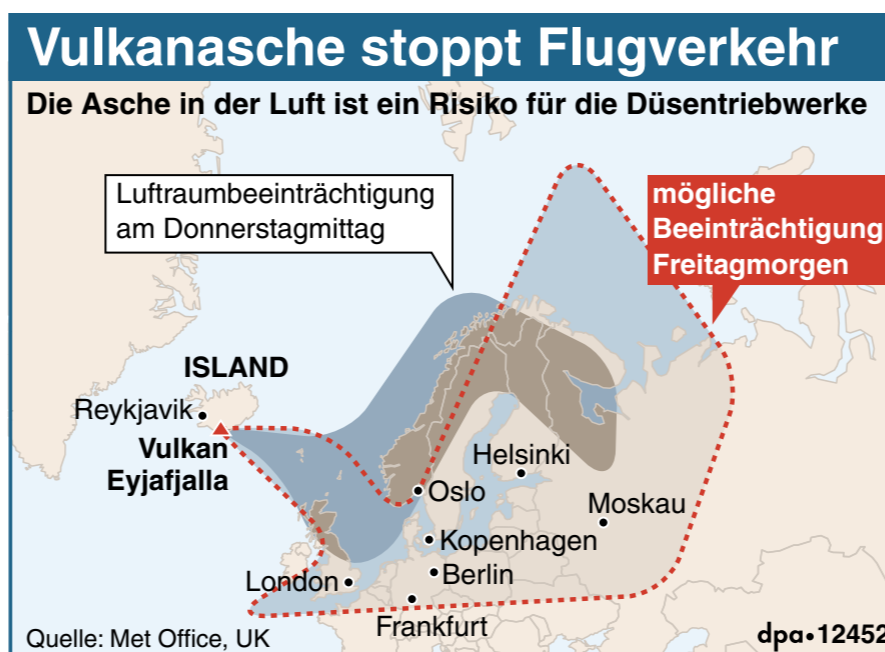 Vulkanasche stoppt Flugverkehr
Die Asche in der Luft ist ein Risiko für die Düsentriebwerke
Luftraumbeeinträchtigung
am Donnerstagmittag
mögliche
Beeinträchtigung
Freitagmorgen
ISLAND
Reykjavik
Vulkan
Eyjafjalla
Helsinki
Oslo
Moskau
Kopenhagen
London
Berlin
Frankfurt
Quelle: Met Office, UK
dpa•12452